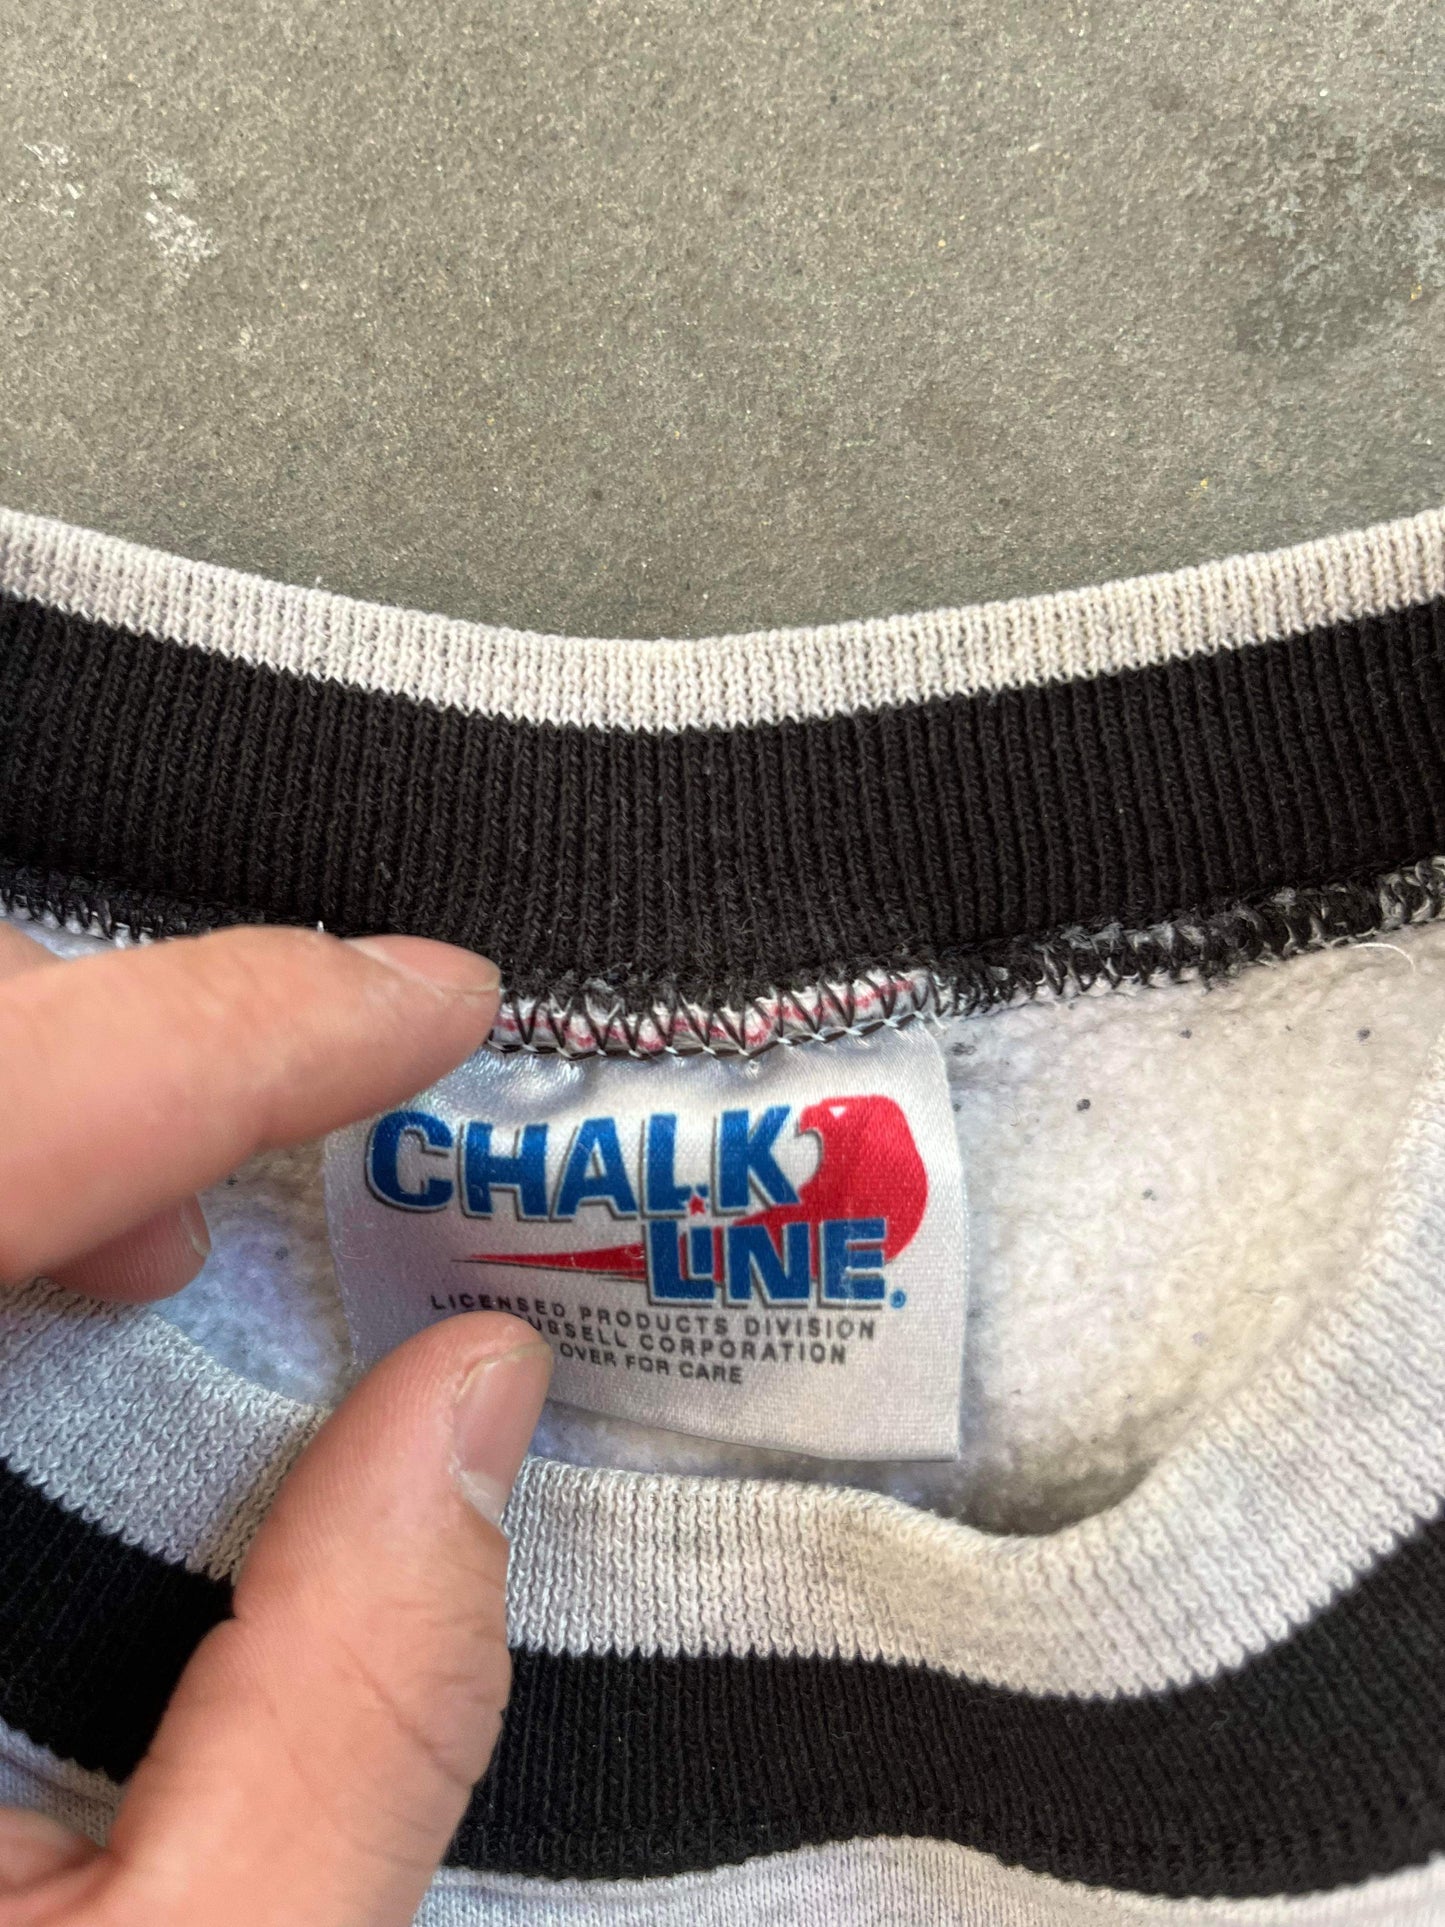 CHALK
LINE®
LICENSED PRODUCTS DIVISION
CORPORATION
OVER FOR CARE